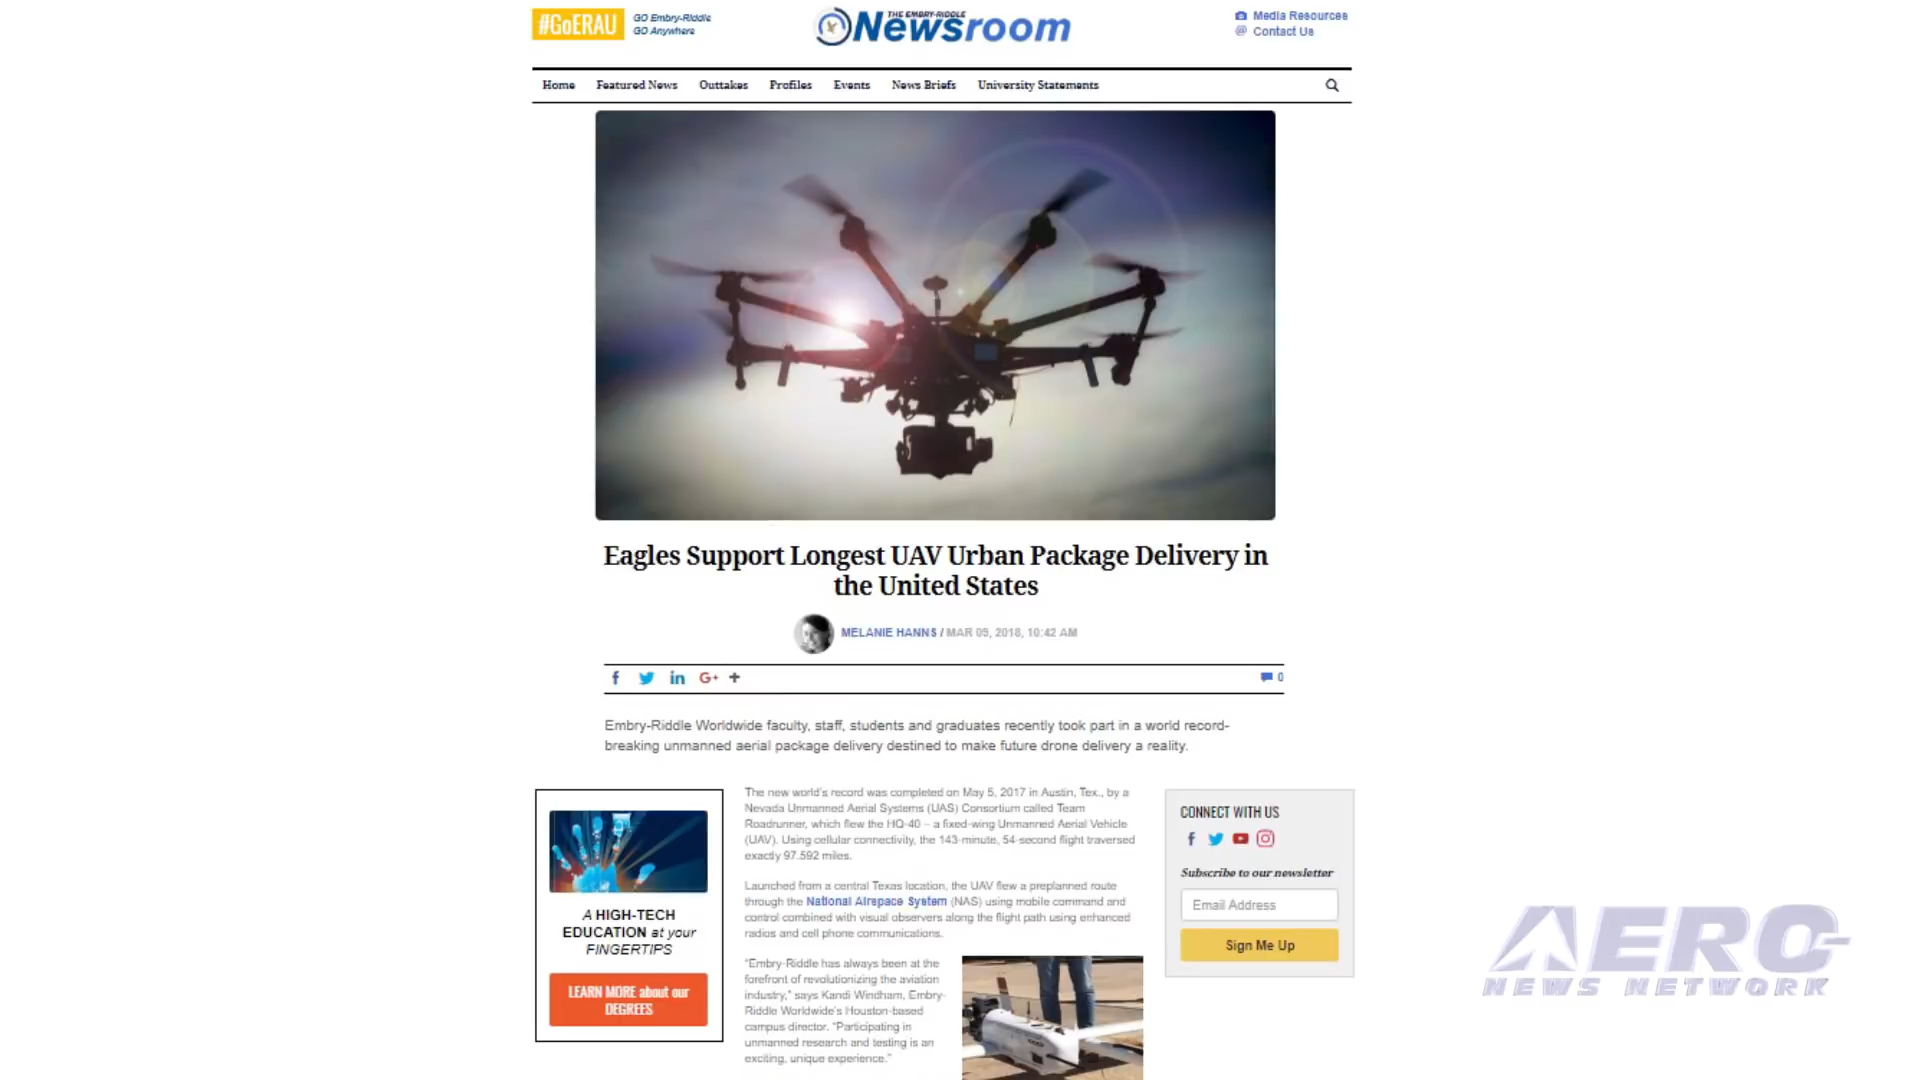 #GoERAU
GO Embry-Riddle
GO Anywhere
THE EMBRY-RIDDLE
Newsroom
Media Resources
@ Contact Us
Home Featured News Outtakes Profiles Events News Briefs University Statements
Eagles Support Longest UAV Urban Package Delivery in
the United States
MELANIE HANNS / MAR 09, 2018, 10:42 AM
f in G+ + 0
Embry-Riddle Worldwide faculty, staff, students and graduates recently took part in a world record-
breaking unmanned aerial package delivery destined to make future drone delivery a reality.
A HIGH-TECH
EDUCATION at your
FINGERTIPS
LEARN MORE about our
DEGREES
The new world's record was completed on May 5, 2017 in Austin, Tex., by a
Nevada Unmanned Aerial Systems (UAS) Consortium called Team
Roadrunner, which flew the HQ-40 – a fixed-wing Unmanned Aerial Vehicle
(UAV). Using cellular connectivity, the 143-minute, 54-second flight traversed
exactly 97.592 miles.
Launched from a central Texas location, the UAV flew a preplanned route
through the National Airspace System (NAS) using mobile command and
control combined with visual observers along the flight path using enhanced
radios and cell phone communications.
"Embry-Riddle has always been at the
forefront of revolutionizing the aviation
industry," says Kandi Windham, Embry-
Riddle Worldwide's Houston-based
campus director. "Participating in
unmanned research and testing is an
exciting, unique experience."
CONNECT WITH US
f
Subscribe to our newsletter
Email Address
Sign Me Up
AERO-
NEWS NETWORK